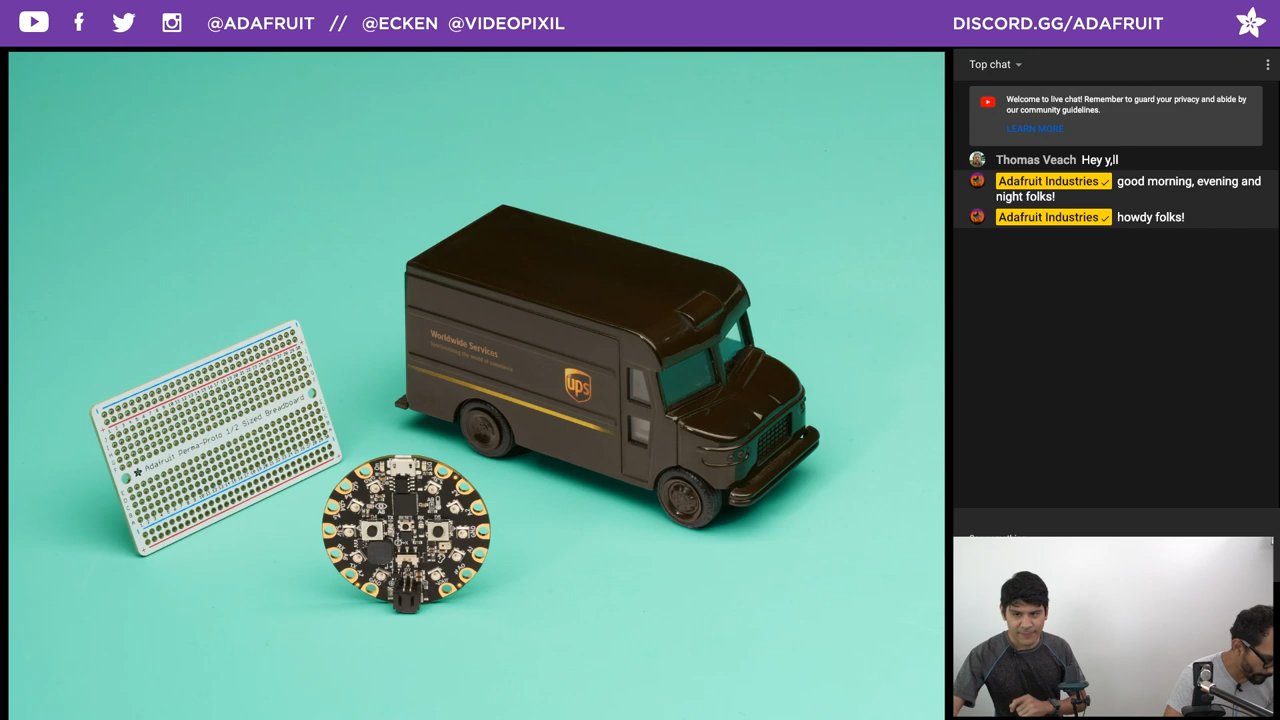 @ADAFRUIT // @ECKEN @VIDEOPIXIL
DISCORD.GG/ADAFRUIT
Top chat
Welcome to live chat! Remember to guard your privacy and abide by
our community guidelines.
LEARN MORE
Thomas Veach Hey y,ll
Adafruit Industries good morning, evening and
night folks!
Adafruit Industries howdy folks!
Worldwide Services
ups
Adafruit Perma-Proto 1/2 Sized Breadboard